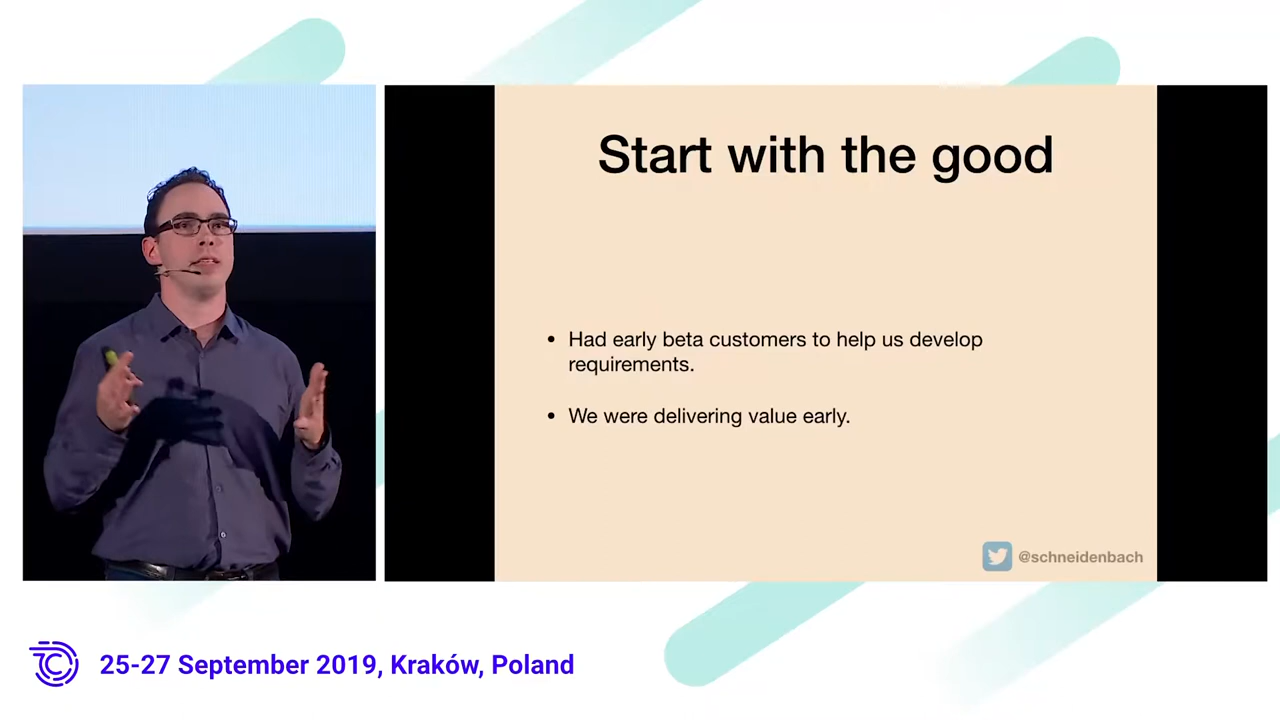 Start with the good
• Had early beta customers to help us develop
requirements.
• We were delivering value early.
@schneidenbach
25-27 September 2019, Kraków, Poland